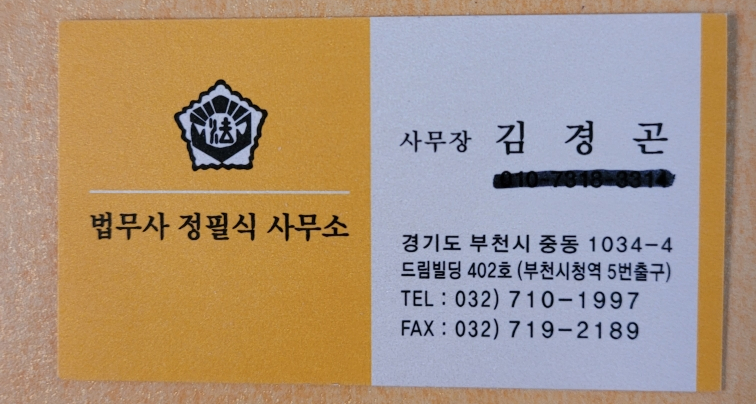 法
법무사 정필식 사무소
사무장 김 경 곤
경기도 부천시 중동 1034-4
드림빌딩 402호 (부천시청역 5번출구)
TEL : 032) 710-1997
FAX : 032) 719-2189